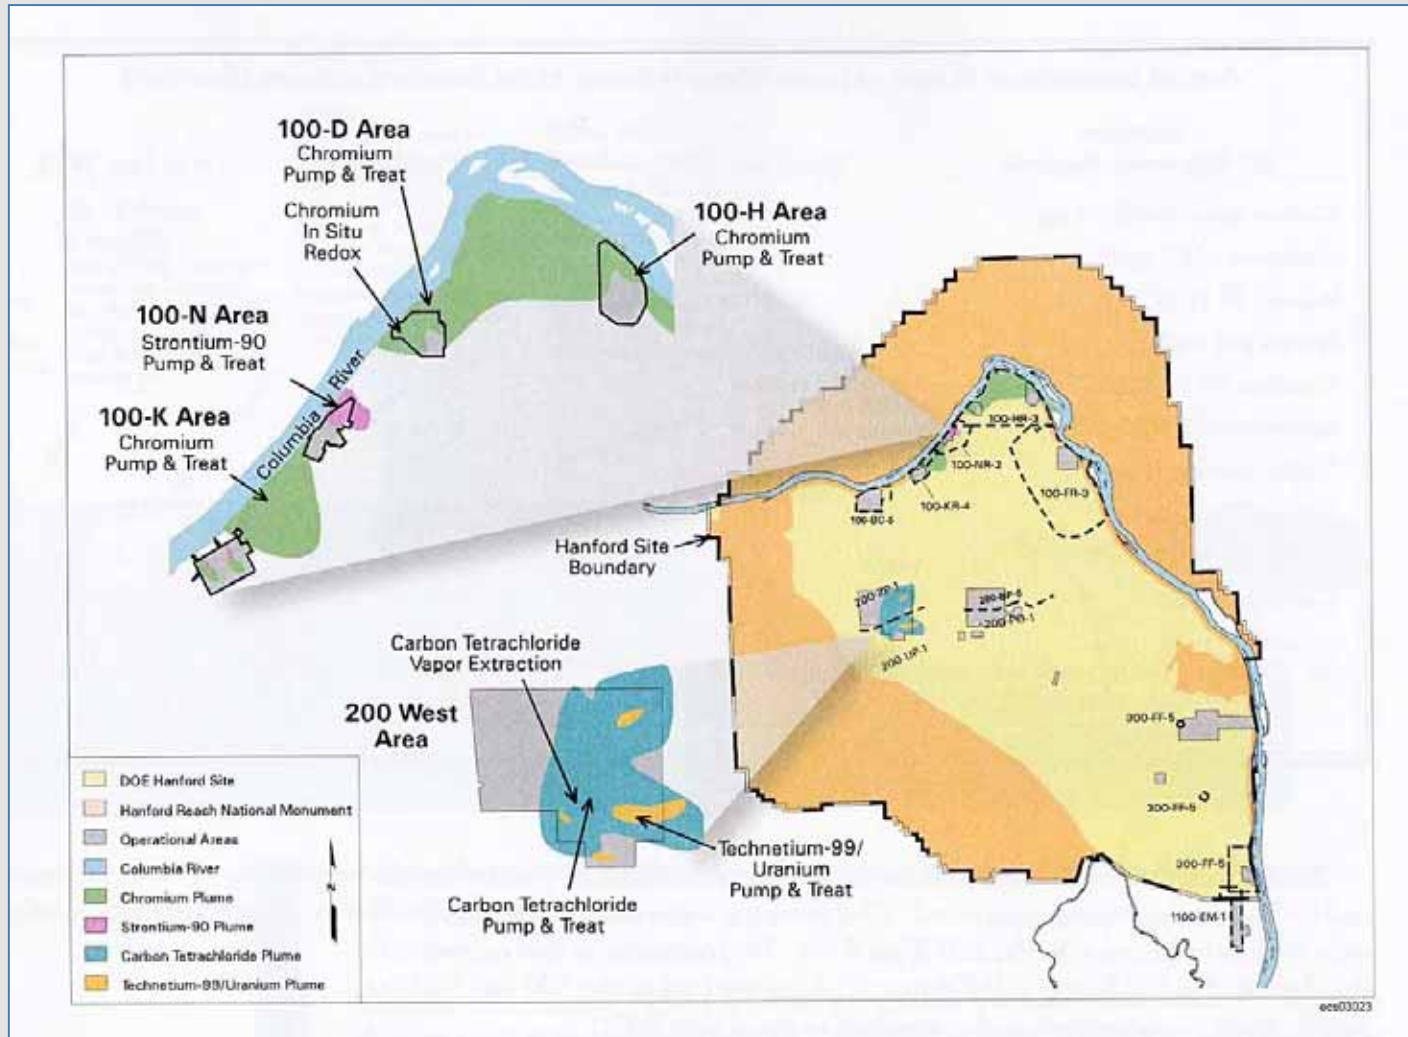 100-D Area
Chromium
Pump & Treat
Chromium
In Situ
Redox
100-H Area
Chromium
Pump & Treat
100-N Area
Strontium-90
Pump & Treat
100-K Area
Chromium
Pump & Treat
Columbia River
100-HR-3
100-NR-2
100-KR-4
100-FR-3
100-BC-5
Hanford Site
Boundary
200-ZP-1
200-BP-5
200-PO-1
200-UP-1
Carbon Tetrachloride
Vapor Extraction
200 West
Area
300-FF-5
300-FF-5
300-FF-5
1100-EM-1
Technetium-99/
Uranium
Pump & Treat
Carbon Tetrachloride
Pump & Treat
DOE Hanford Site
Hanford Reach National Monument
Operational Areas
Columbia River
Chromium Plume
Strontium-90 Plume
Carbon Tetrachloride Plume
Technetium-99/Uranium Plume
N
ecs03023